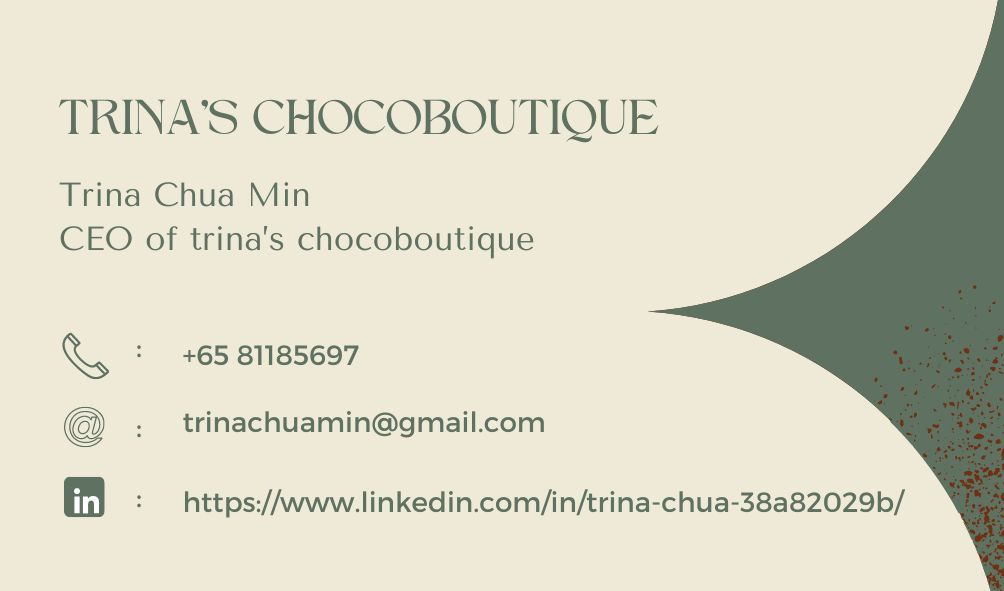 TRINA'S CHOCOBOUTIQUE
Trina Chua Min
CEO of trina's chocoboutique
: +65 81185697
@ : trinachuamin@gmail.com
in : https://www.linkedin.com/in/trina-chua-38a82029b/